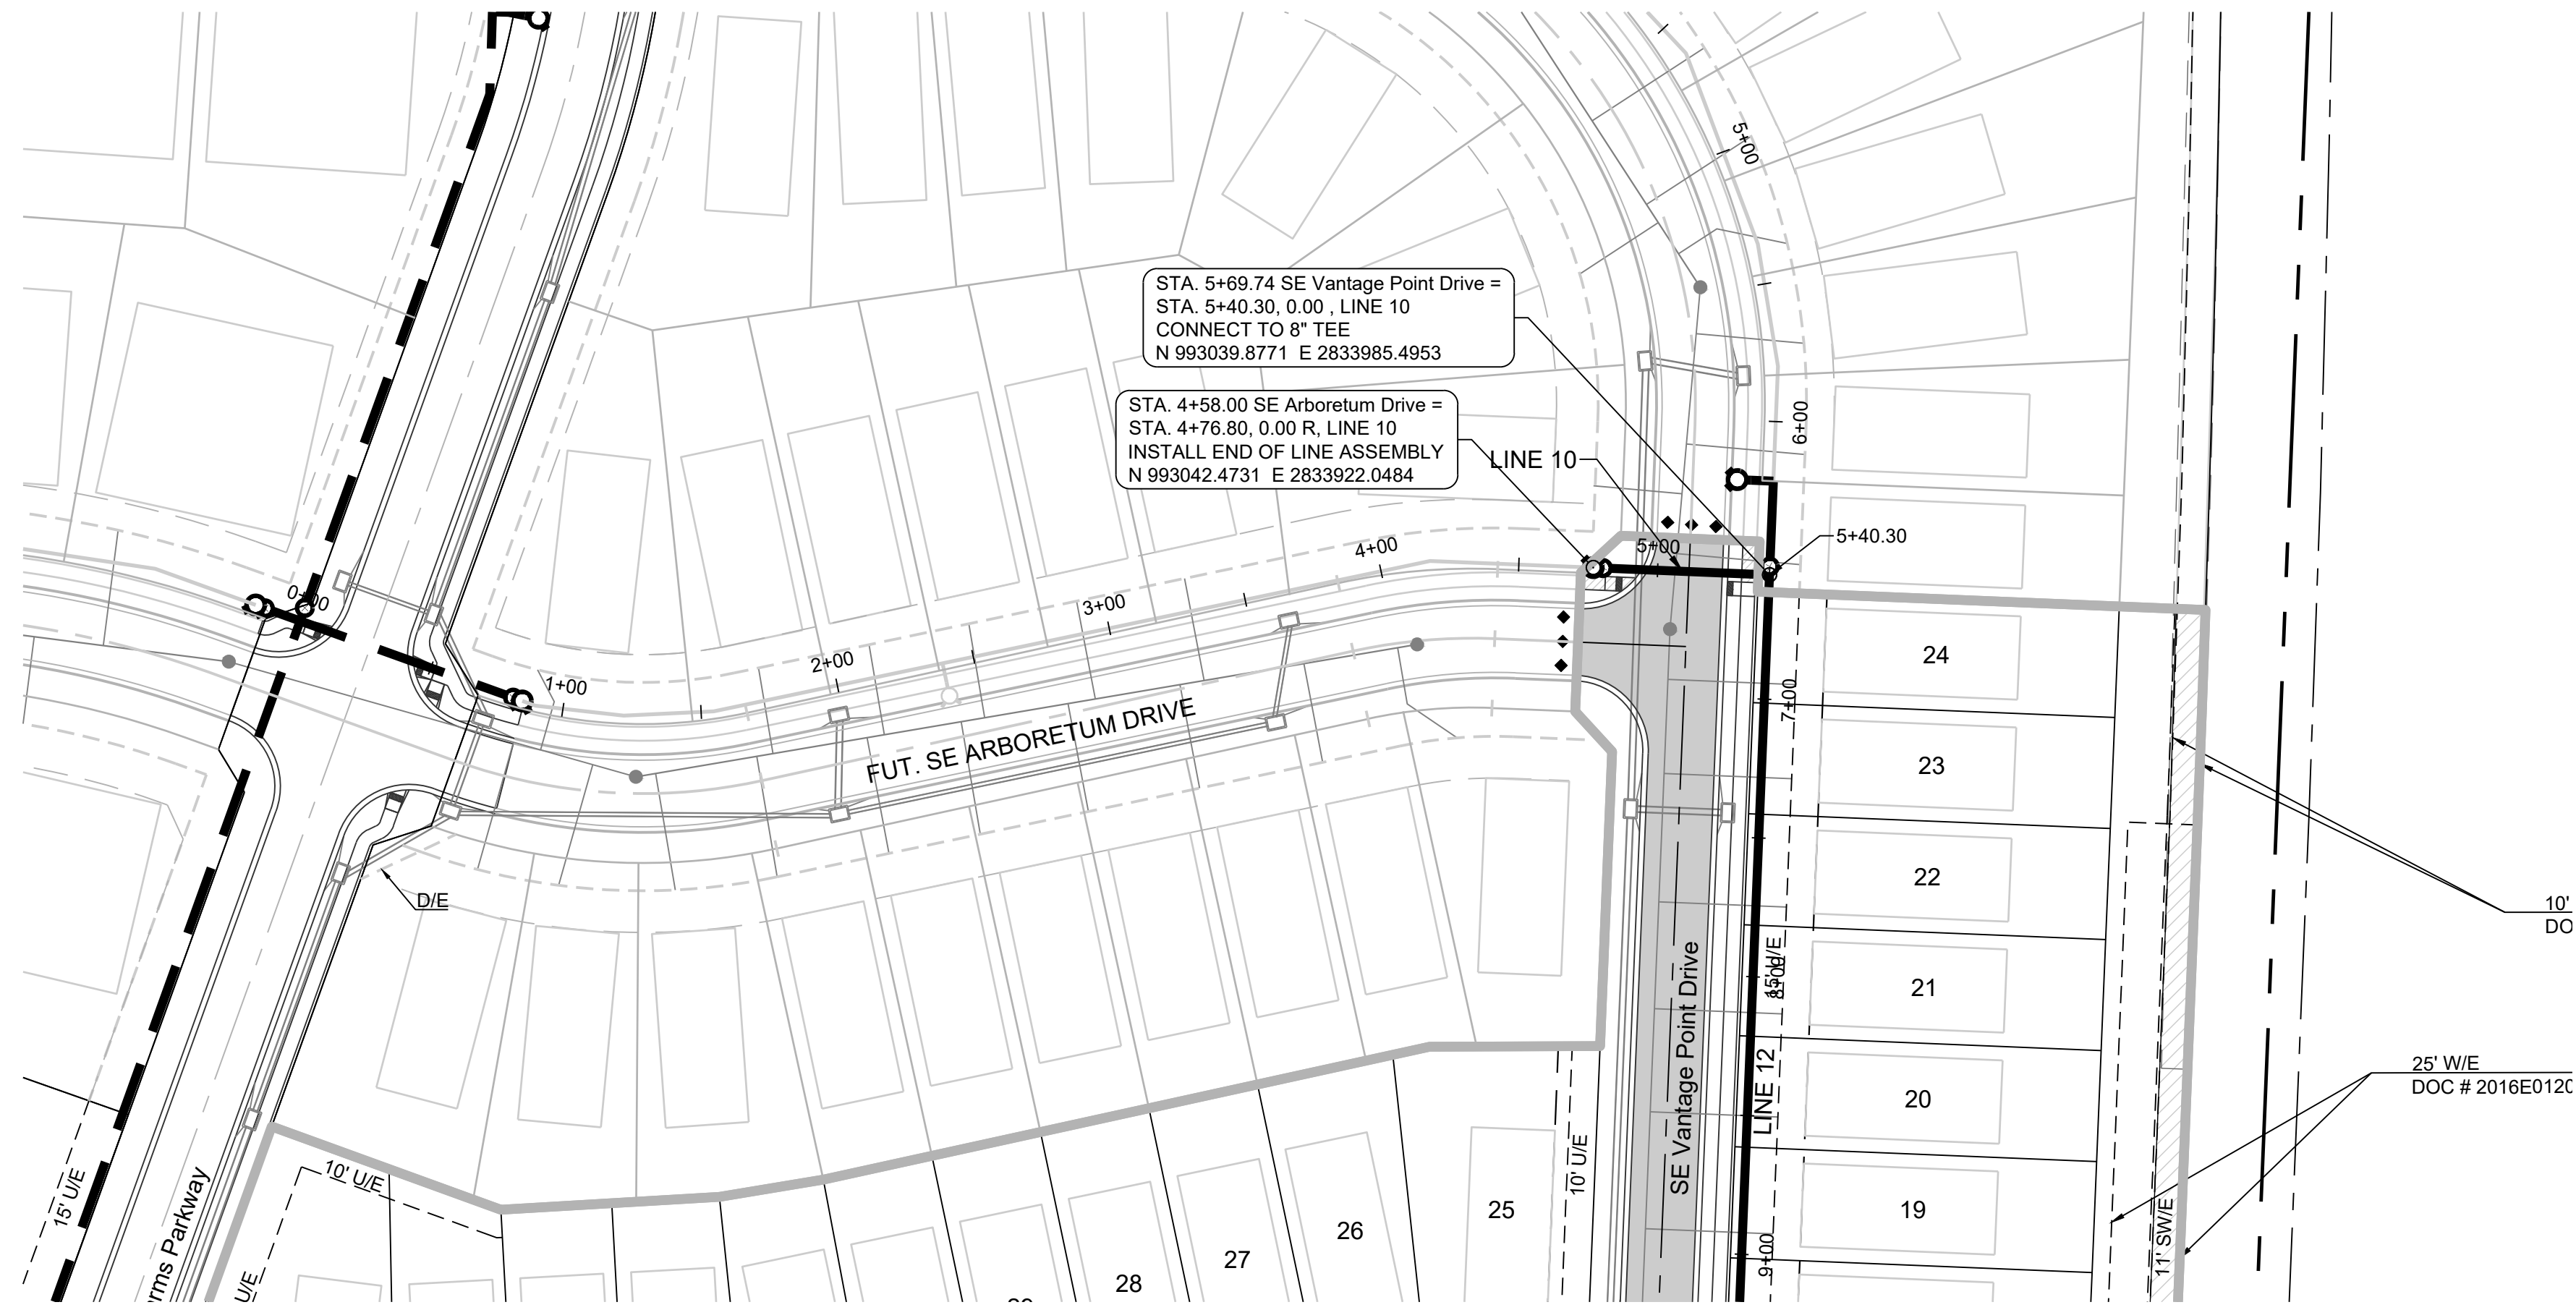 5+00
STA. 5+69.74 SE Vantage Point Drive =
STA. 5+40.30, 0.00 , LINE 10
CONNECT TO 8" TEE
N 993039.8771 E 2833985.4953
STA. 4+58.00 SE Arboretum Drive =
STA. 4+76.80, 0.00 R, LINE 10
INSTALL END OF LINE ASSEMBLY
N 993042.4731 E 2833922.0484
LINE 10
6+00
5+40.30
5+00
4+00
0+00
3+00
2+00
1+00
7+00
FUT. SE ARBORETUM DRIVE
24
23
22
21
20
19
D/E
15' U/E
8+00
SE Vantage Point Drive
LINE 12
9+00
10'
DO
25' W/E
DOC # 2016E0120
11' SW/E
10' U/E
10' U/E
15' U/E
U/E
rms Parkway
25
26
27
28